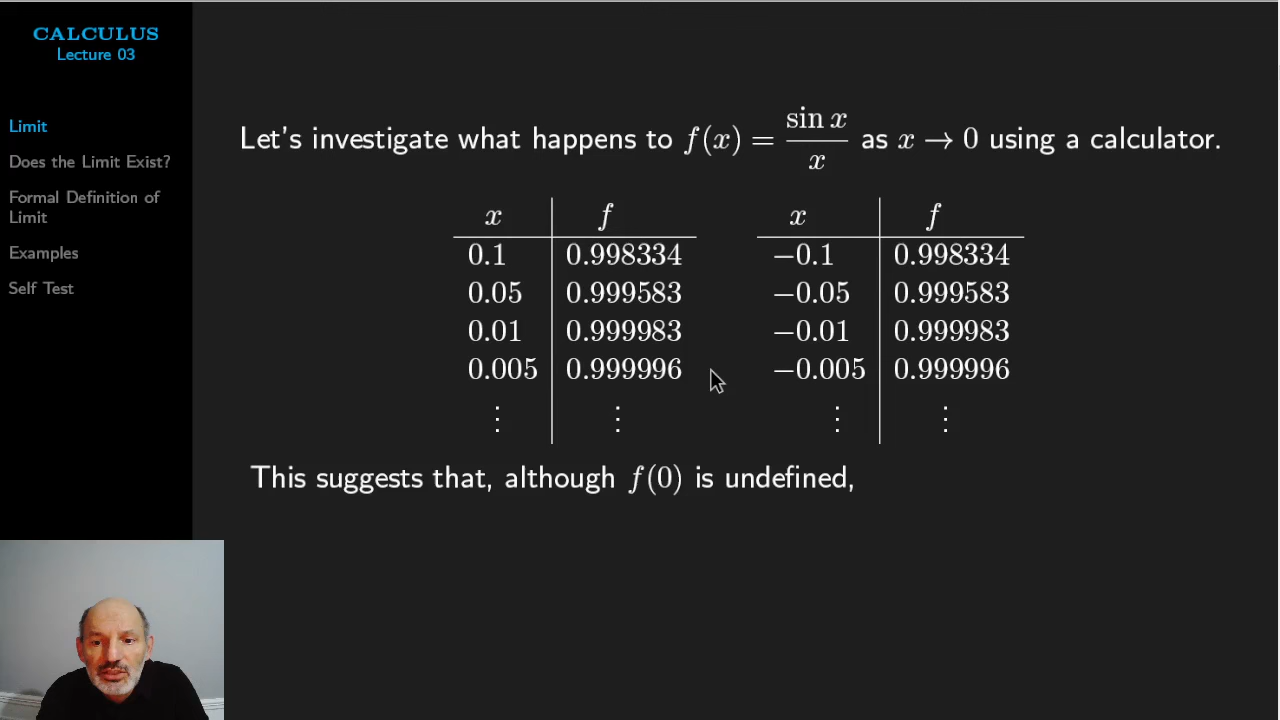 CALCULUS
Lecture 03
Limit
Does the Limit Exist?
Formal Definition of
Limit
Examples
Self Test
Let's investigate what happens to f(x) = sin x / x as x → 0 using a calculator.
x f x f
0.1 0.998334 −0.1 0.998334
0.05 0.999583 −0.05 0.999583
0.01 0.999983 −0.01 0.999983
0.005 0.999996 −0.005 0.999996
⋮ ⋮ ⋮ ⋮
This suggests that, although f(0) is undefined,